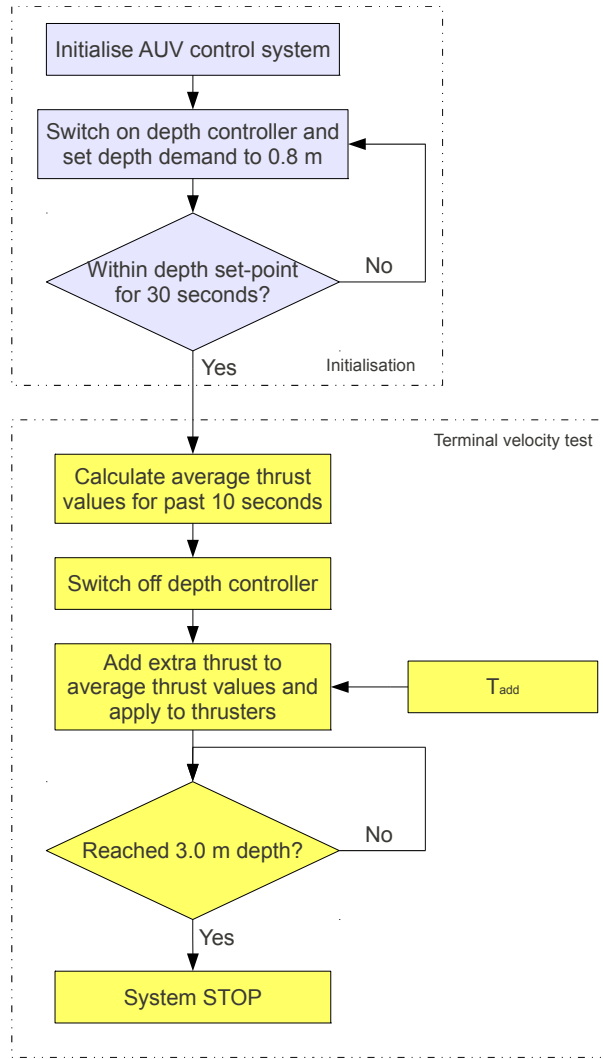 Initialise AUV control system
Switch on depth controller and
set depth demand to 0.8 m
Within depth set-point
for 30 seconds?
No
Yes
Initialisation
Terminal velocity test
Calculate average thrust
values for past 10 seconds
Switch off depth controller
Add extra thrust to
average thrust values and
apply to thrusters
Tadd
Reached 3.0 m depth?
No
Yes
System STOP